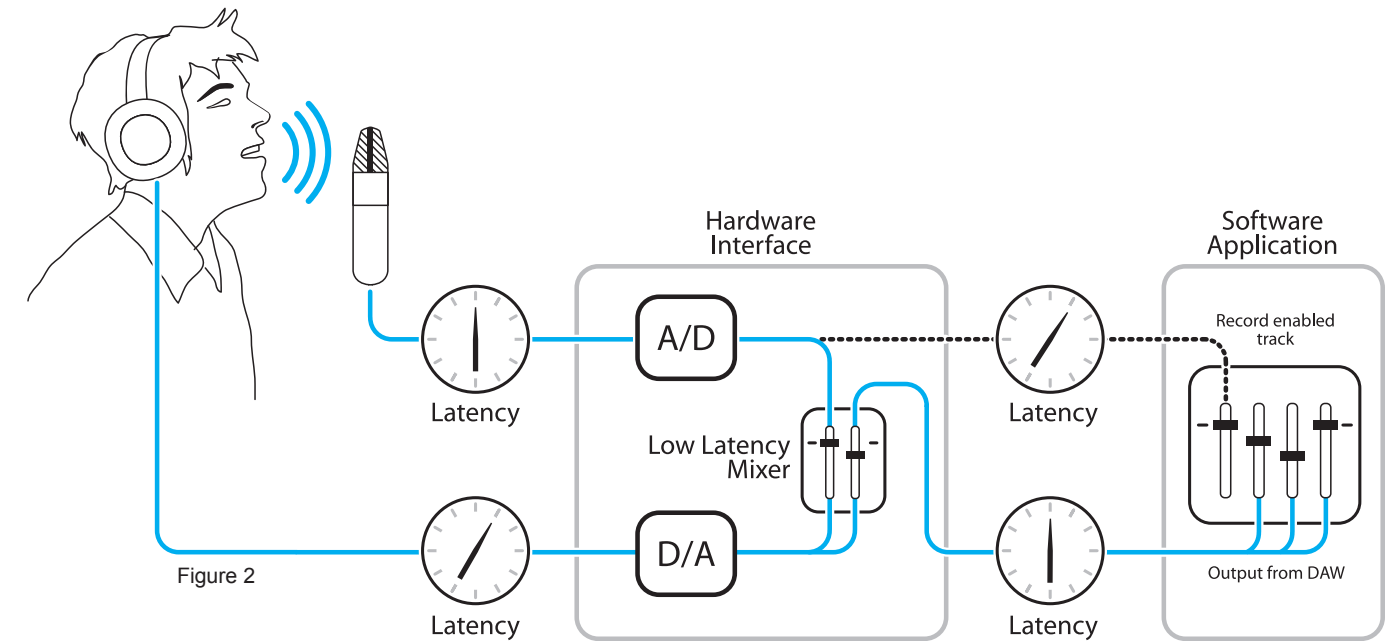 Hardware
Interface
Software
Application
A/D
Record enabled
track
Latency
Latency
Low Latency
Mixer
D/A
Output from DAW
Figure 2
Latency
Latency